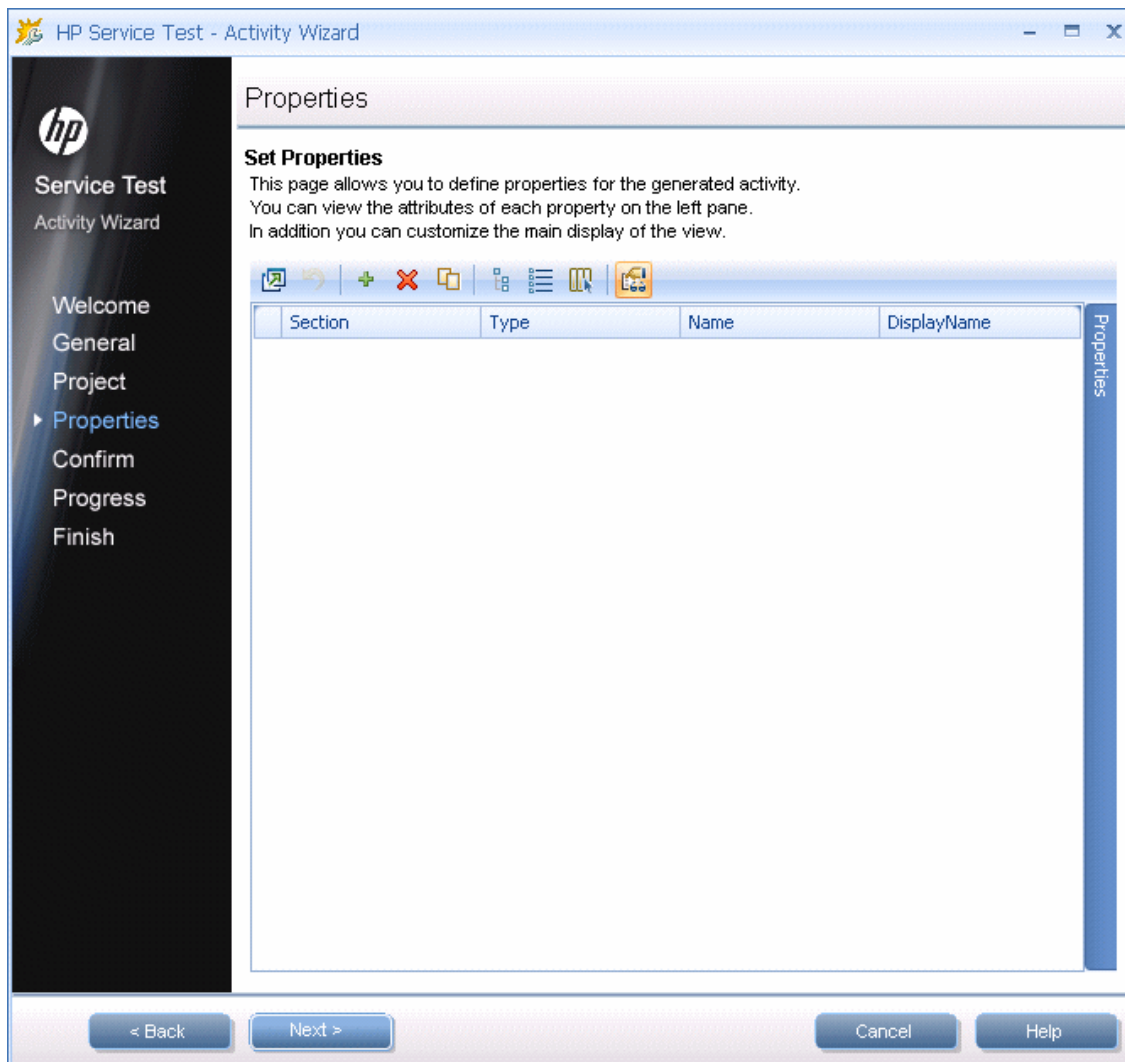 HP Service Test - Activity Wizard
hp
Service Test
Activity Wizard
Welcome
General
Project
Properties
Confirm
Progress
Finish
Properties
Set Properties
This page allows you to define properties for the generated activity.
You can view the attributes of each property on the left pane.
In addition you can customize the main display of the view.
Section Type Name DisplayName
Properties
< Back Next > Cancel Help